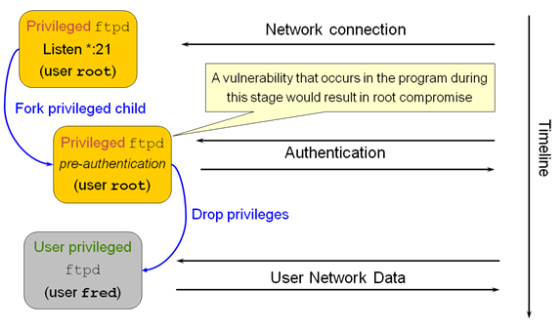 Privileged ftpd
Listen *:21
(user root)
Network connection
A vulnerability that occurs in the program during
this stage would result in root compromise
Fork privileged child
Privileged ftpd
pre-authentication
(user root)
Authentication
Timeline
Drop privileges
User privileged
ftpd
(user fred)
User Network Data